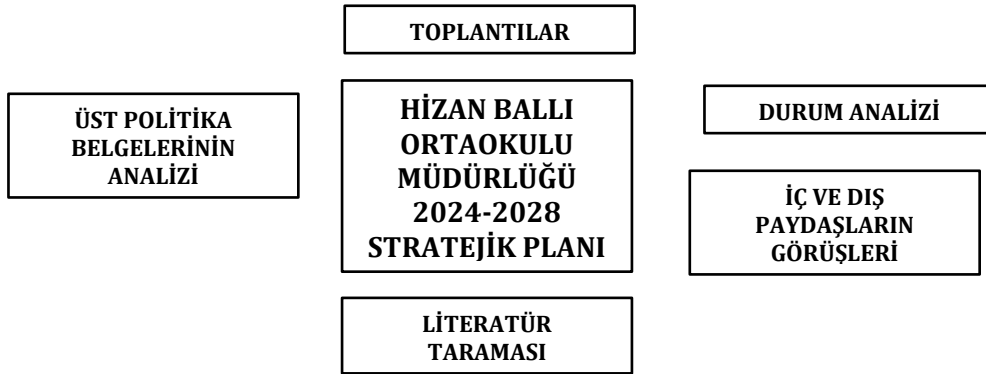 TOPLANTILAR
ÜST POLİTİKA
BELGELERİNİN
ANALİZİ
HİZAN BALLI
ORTAOKULU
MÜDÜRLÜĞÜ
2024-2028
STRATEJİK PLANI
DURUM ANALİZİ
İÇ VE DIŞ
PAYDAŞLARIN
GÖRÜŞLERİ
LİTERATÜR
TARAMASI